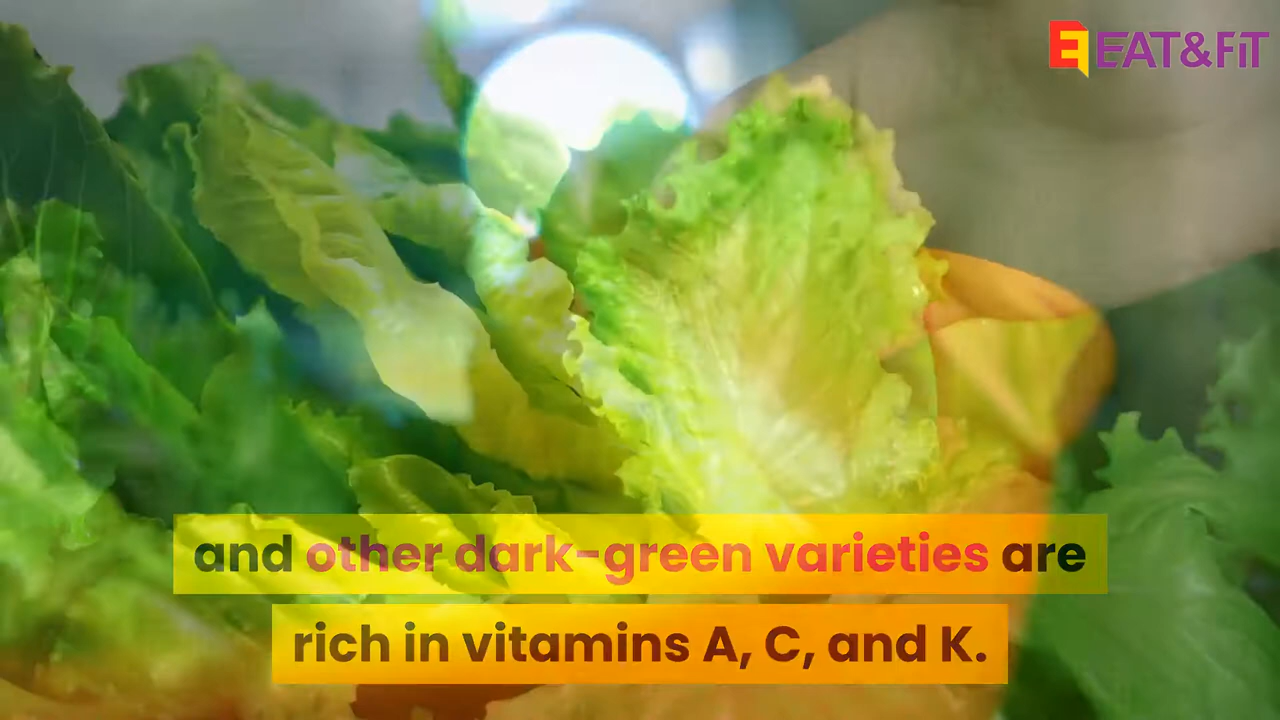 EAT&FiT
and other dark-green varieties are
rich in vitamins A, C, and K.